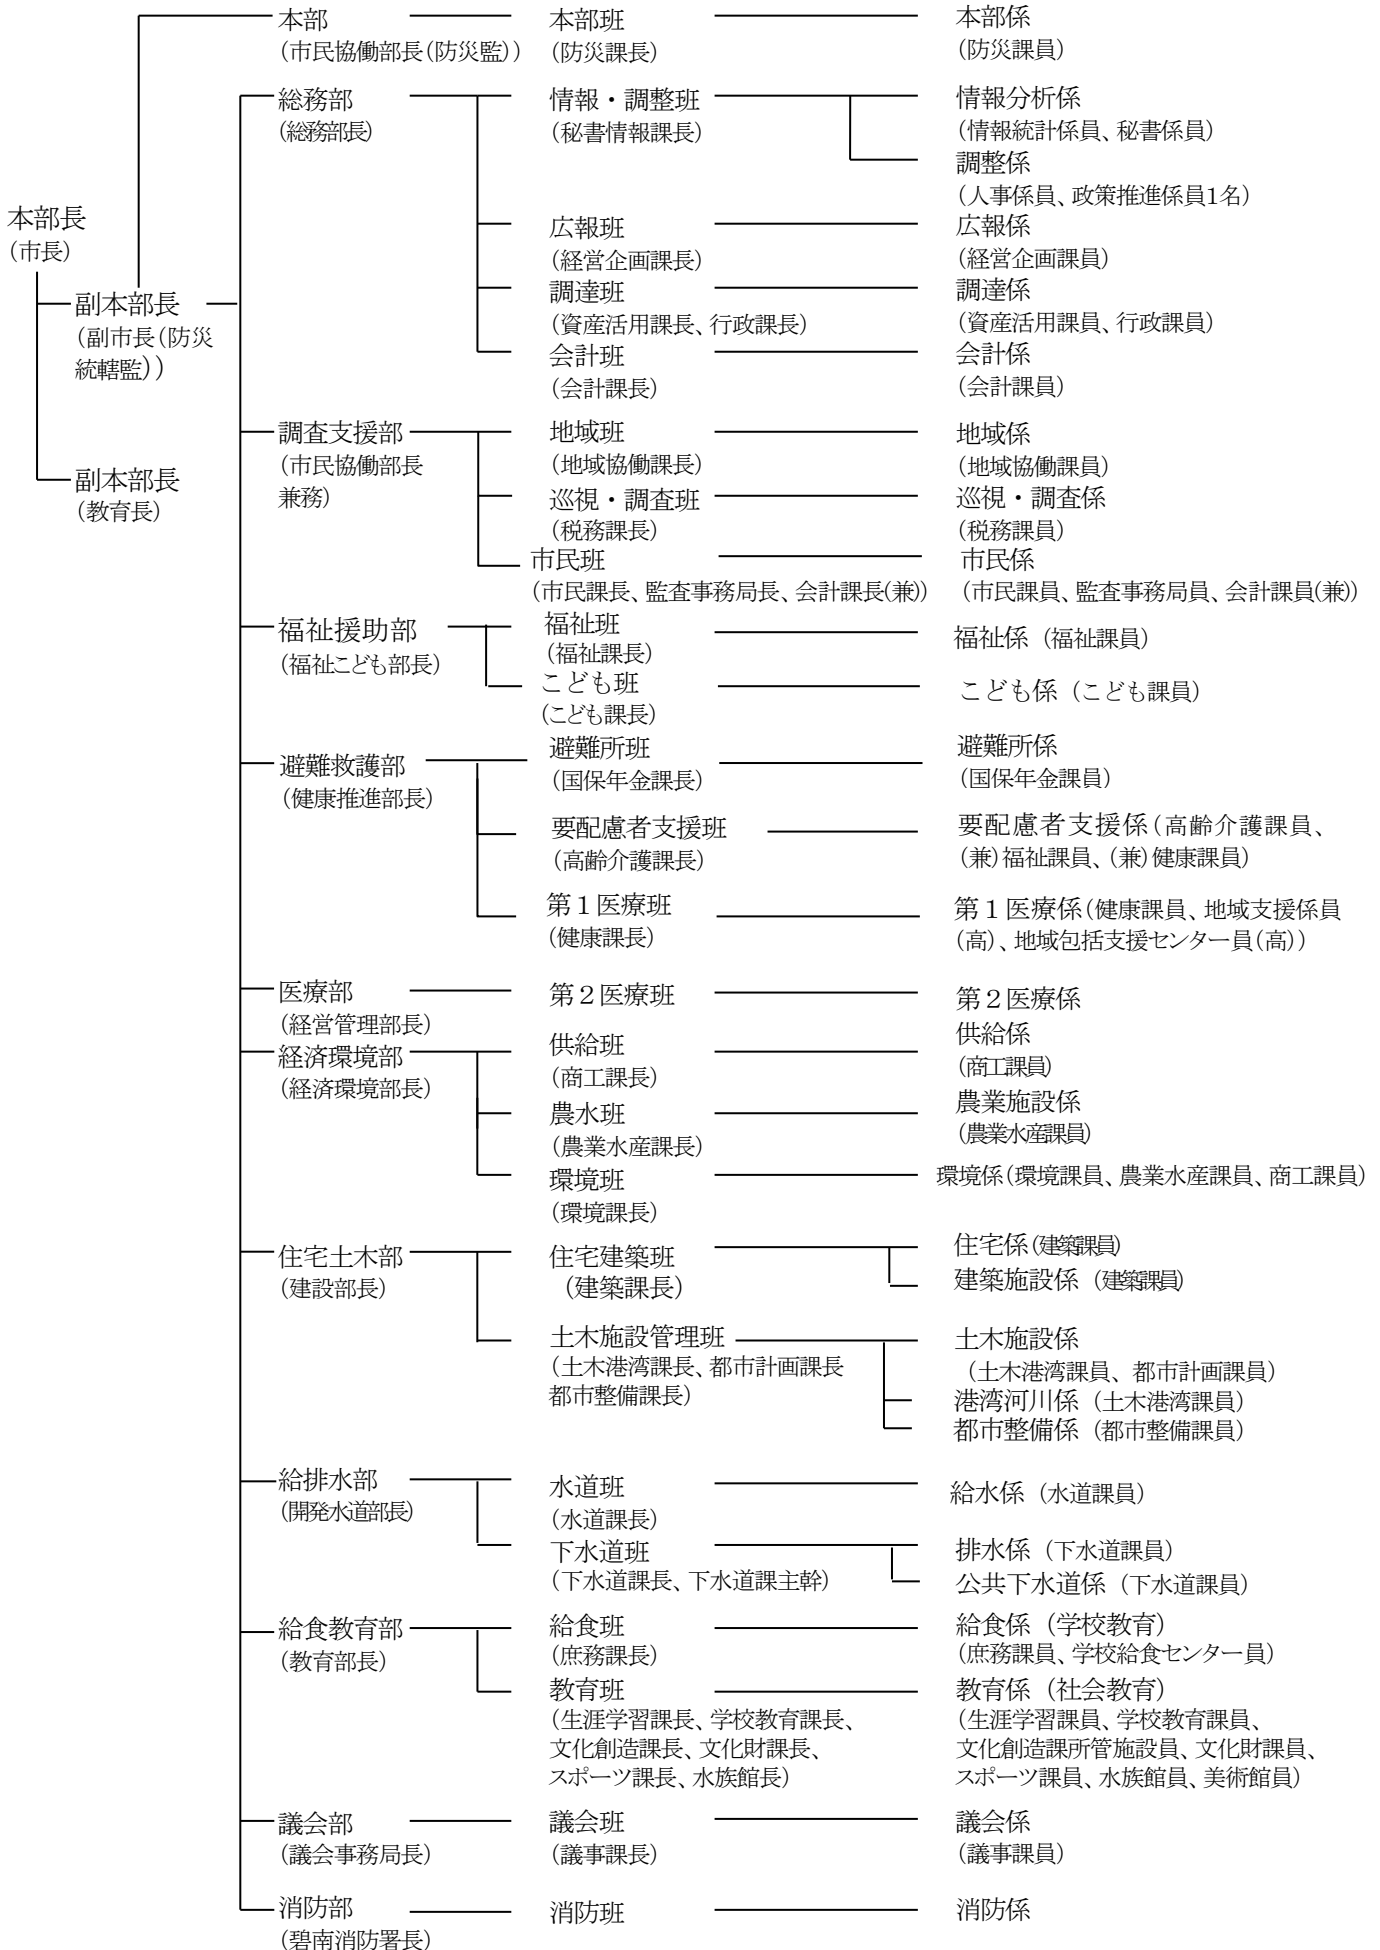 本部長
(市長)
副本部長
(副市長(防災
統轄監))
副本部長
(教育長)
本部
(市民協働部長(防災監))
本部班
(防災課長)
本部係
(防災課員)
総務部
(総務部長)
情報・調整班
(秘書情報課長)
情報分析係
(情報統計係員、秘書係員)
調整係
(人事係員、政策推進係員1名)
広報班
(経営企画課長)
広報係
(経営企画課員)
調達班
(資産活用課長、行政課長)
調達係
(資産活用課員、行政課員)
会計班
(会計課長)
会計係
(会計課員)
調査支援部
(市民協働部長
兼務)
地域班
(地域協働課長)
地域係
(地域協働課員)
巡視・調査班
(税務課長)
巡視・調査係
(税務課員)
市民班
(市民課長、監査事務局長、会計課長(兼))
市民係
(市民課員、監査事務局員、会計課員(兼))
福祉援助部
(福祉こども部長)
福祉班
(福祉課長)
福祉係 (福祉課員)
こども班
(こども課長)
こども係 (こども課員)
避難救護部
(健康推進部長)
避難所班
(国保年金課長)
避難所係
(国保年金課員)
要配慮者支援班
(高齢介護課長)
要配慮者支援係(高齢介護課員、
(兼)福祉課員、(兼)健康課員)
第1医療班
(健康課長)
第1医療係(健康課員、地域支援係員
(高)、地域包括支援センター員(高))
医療部
(経営管理部長)
第2医療班
第2医療係
経済環境部
(経済環境部長)
供給班
(商工課長)
供給係
(商工課員)
農水班
(農業水産課長)
農業施設係
(農業水産課員)
環境班
(環境課長)
環境係(環境課員、農業水産課員、商工課員)
住宅土木部
(建設部長)
住宅建築班
(建築課長)
住宅係(建築課員)
建築施設係 (建築課員)
土木施設管理班
(土木港湾課長、都市計画課長
都市整備課長)
土木施設係
(土木港湾課員、都市計画課員)
港湾河川係 (土木港湾課員)
都市整備係 (都市整備課員)
給排水部
(開発水道部長)
水道班
(水道課長)
給水係 (水道課員)
下水道班
(下水道課長、下水道課主幹)
排水係 (下水道課員)
公共下水道係 (下水道課員)
給食教育部
(教育部長)
給食班
(庶務課長)
給食係 (学校教育)
(庶務課員、学校給食センター員)
教育班
(生涯学習課長、学校教育課長、
文化創造課長、文化財課長、
スポーツ課長、水族館長)
教育係 (社会教育)
(生涯学習課員、学校教育課員、
文化創造課所管施設員、文化財課員、
スポーツ課員、水族館員、美術館員)
議会部
(議会事務局長)
議会班
(議事課長)
議会係
(議事課員)
消防部
(碧南消防署長)
消防班
消防係